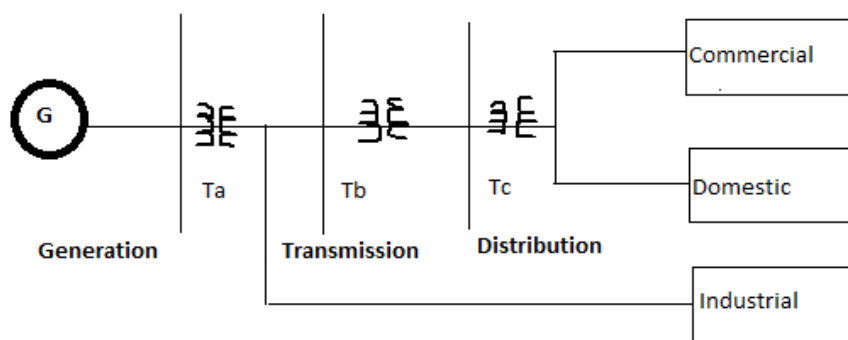 Commercial
G
Ta
Tb
Tc
Domestic
Generation
Transmission
Distribution
Industrial